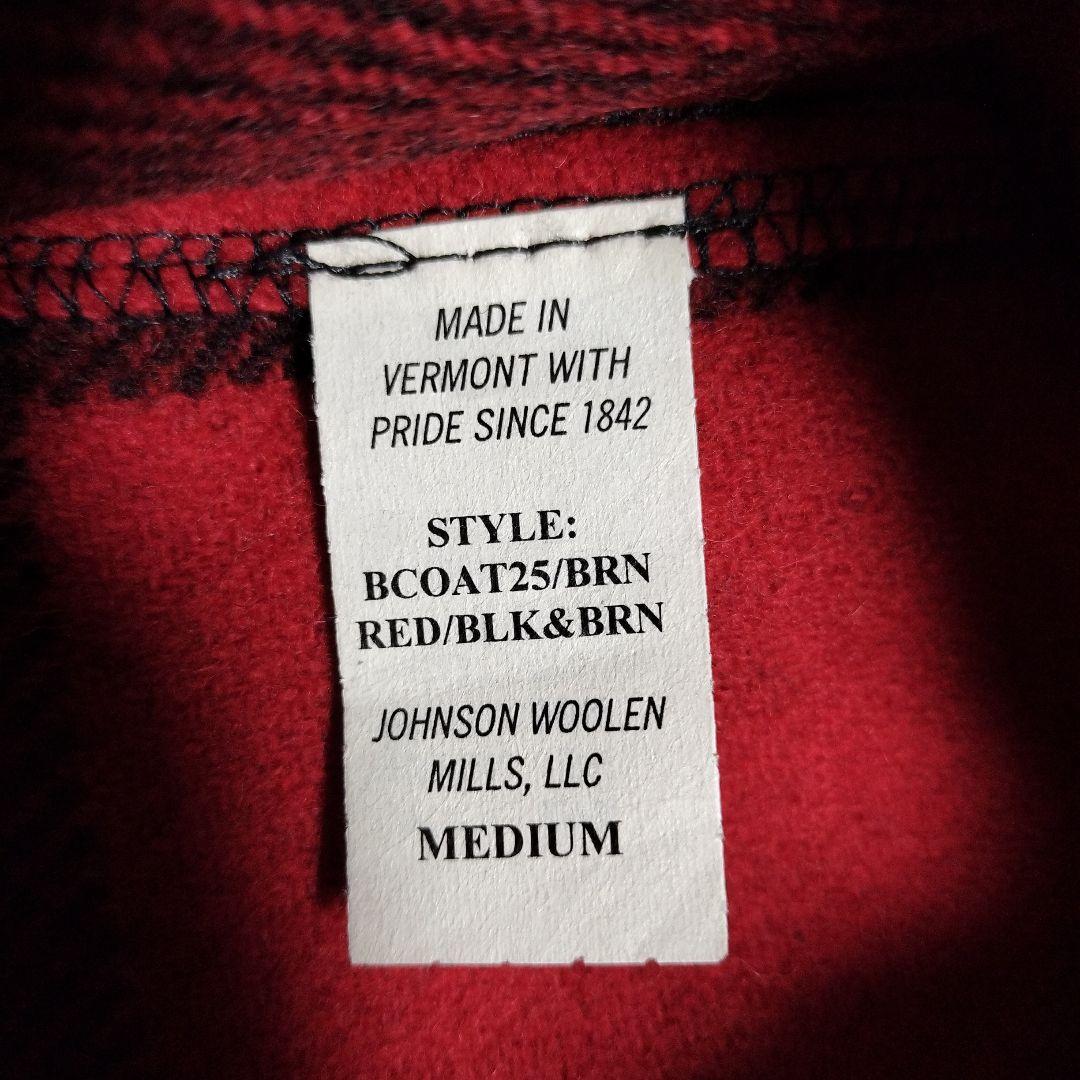 MADE IN
VERMONT WITH
PRIDE SINCE 1842
STYLE:
BCOAT25/BRN
RED/BLK&BRN
JOHNSON WOOLEN
MILLS, LLC
MEDIUM